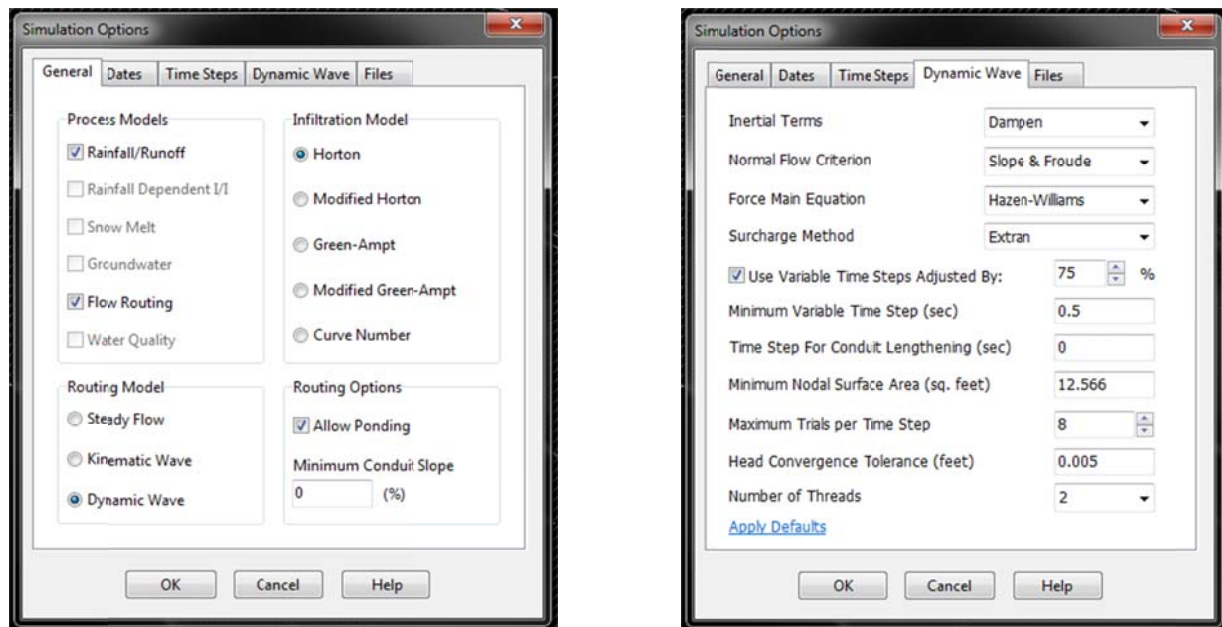 Simulation Options
General Dates Time Steps Dynamic Wave Files
Process Models
Rainfall/Runoff
Rainfall Dependent I/I
Snow Melt
Groundwater
Flow Routing
Water Quality
Infiltration Model
Horton
Modified Horton
Green-Ampt
Modified Green-Ampt
Curve Number
Routing Model
Steady Flow
Kinematic Wave
Dynamic Wave
Routing Options
Allow Ponding
Minimum Conduit Slope
0 (%)
OK Cancel Help
Simulation Options
General Dates Time Steps Dynamic Wave Files
Inertial Terms Dampen
Normal Flow Criterion Slope & Froude
Force Main Equation Hazen-Williams
Surcharge Method Extran
Use Variable Time Steps Adjusted By: 75 %
Minimum Variable Time Step (sec) 0.5
Time Step For Conduit Lengthening (sec) 0
Minimum Nodal Surface Area (sq. feet) 12.566
Maximum Trials per Time Step 8
Head Convergence Tolerance (feet) 0.005
Number of Threads 2
Apply Defaults
OK Cancel Help